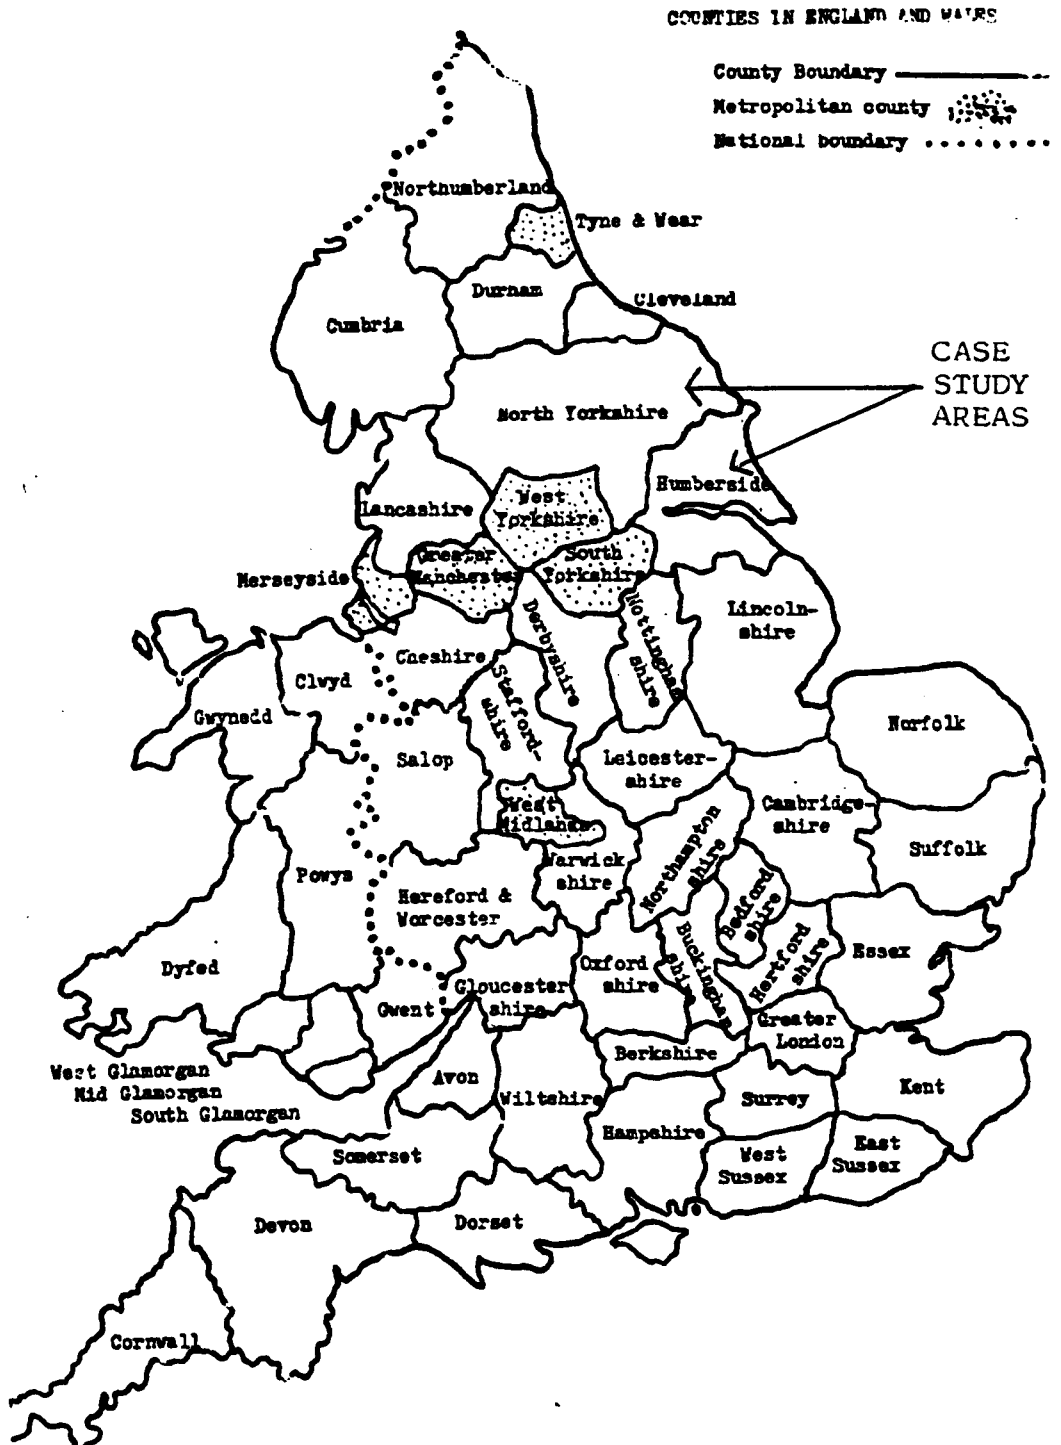 COUNTIES IN ENGLAND AND WALES
County Boundary
Metropolitan county
National boundary
Northumberland
Tyne & Wear
Durham
Cleveland
Cumbria
CASE
STUDY
AREAS
North Yorkshire
Humberside
Lancashire
West
Yorkshire
Greater
Manchester
South
Yorkshire
Merseyside
Lincoln-
shire
Nottingham
shire
Derbyshire
Cheshire
Clwyd
Stafford-
shire
Gwynedd
Norfolk
Salop
Leicester-
shire
Cambridge-
shire
West
Midlands
Suffolk
Northampton
shire
Warwick
shire
Powys
Hereford &
Worcester
Bedford
shire
Buckingham
shire
Hertford
shire
Essex
Dyfed
Oxford
shire
Gloucester
shire
Gwent
Greater
London
Berkshire
West Glamorgan
Mid Glamorgan
South Glamorgan
Avon
Wiltshire
Surrey
Kent
Hampshire
Somerset
West
Sussex
East
Sussex
Devon
Dorset
Cornwall